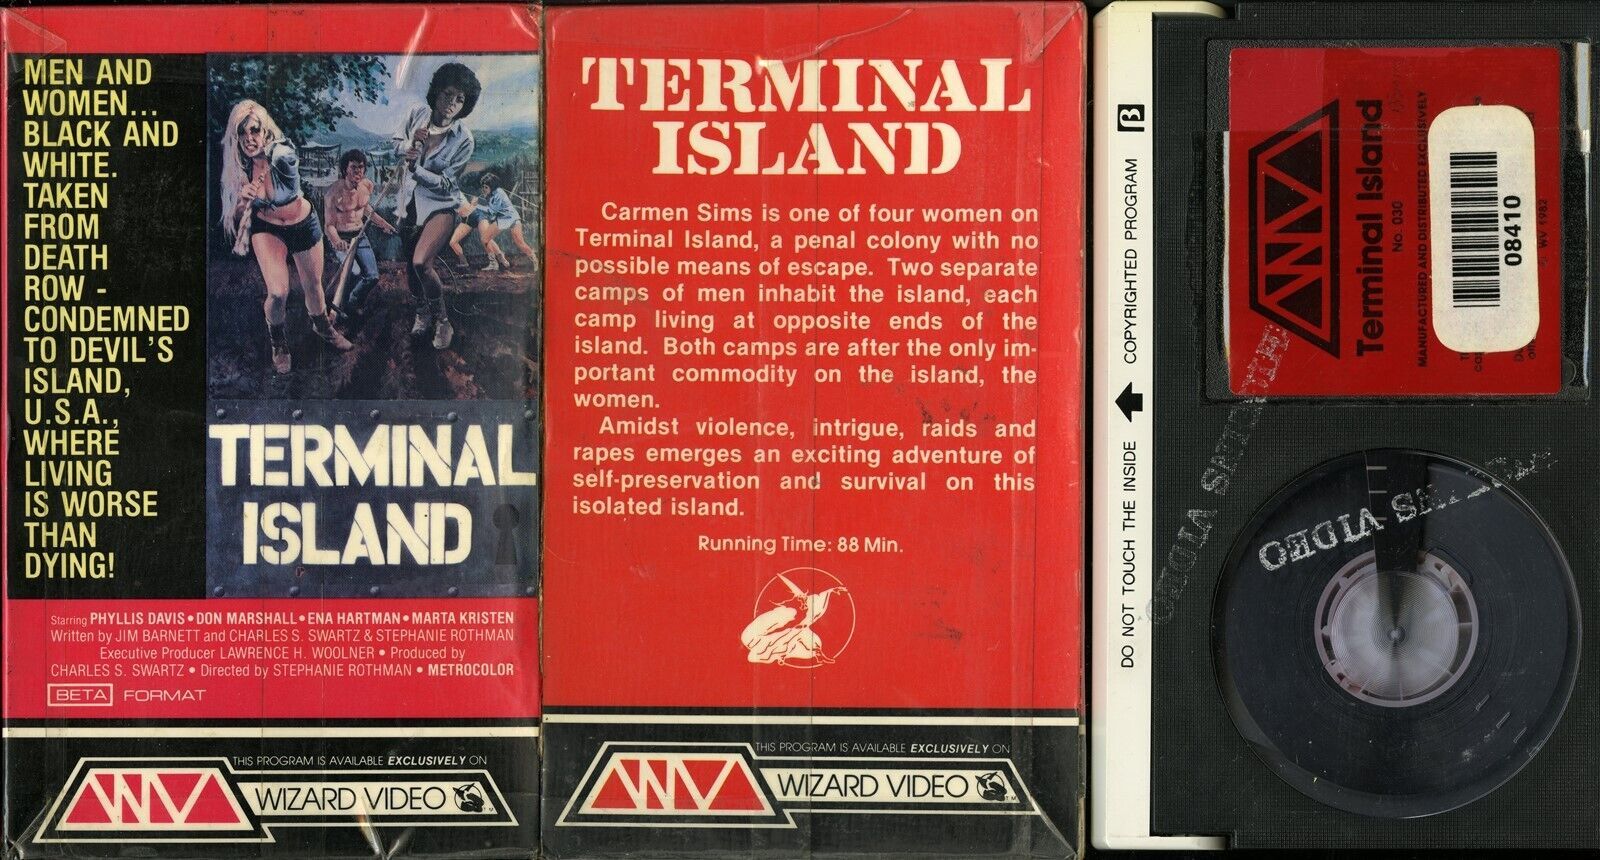 MEN AND
WOMEN...
BLACK AND
WHITE.
TAKEN
FROM
DEATH
ROW -
CONDEMNED
TO DEVIL'S
ISLAND,
U.S.A.,
WHERE
LIVING
IS WORSE
THAN
DYING!
TERMINAL
ISLAND
Starring PHYLLIS DAVIS • DON MARSHALL • ENA HARTMAN • MARTA KRISTEN
Written by JIM BARNETT and CHARLES S. SWARTZ & STEPHANIE ROTHMAN
Executive Producer LAWRENCE H. WOOLNER • Produced by
CHARLES S. SWARTZ • Directed by STEPHANIE ROTHMAN • METROCOLOR
BETA FORMAT
THIS PROGRAM IS AVAILABLE EXCLUSIVELY ON
WIZARD VIDEO
TM
TERMINAL
ISLAND
Carmen Sims is one of four women on
Terminal Island, a penal colony with no
possible means of escape. Two separate
camps of men inhabit the island, each
camp living at opposite ends of the
island. Both camps are after the only im-
portant commodity on the island, the
women.
Amidst violence, intrigue, raids and
rapes emerges an exciting adventure of
self-preservation and survival on this
isolated island.
Running Time: 88 Min.
THIS PROGRAM IS AVAILABLE EXCLUSIVELY ON
WIZARD VIDEO
TM
DO NOT TOUCH THE INSIDE
COPYRIGHTED PROGRAM
β
WV
Terminal Island
No. 030
MANUFACTURED AND DISTRIBUTED EXCLUSIVELY
08410
WV 1982
VIDEO
VIDEO